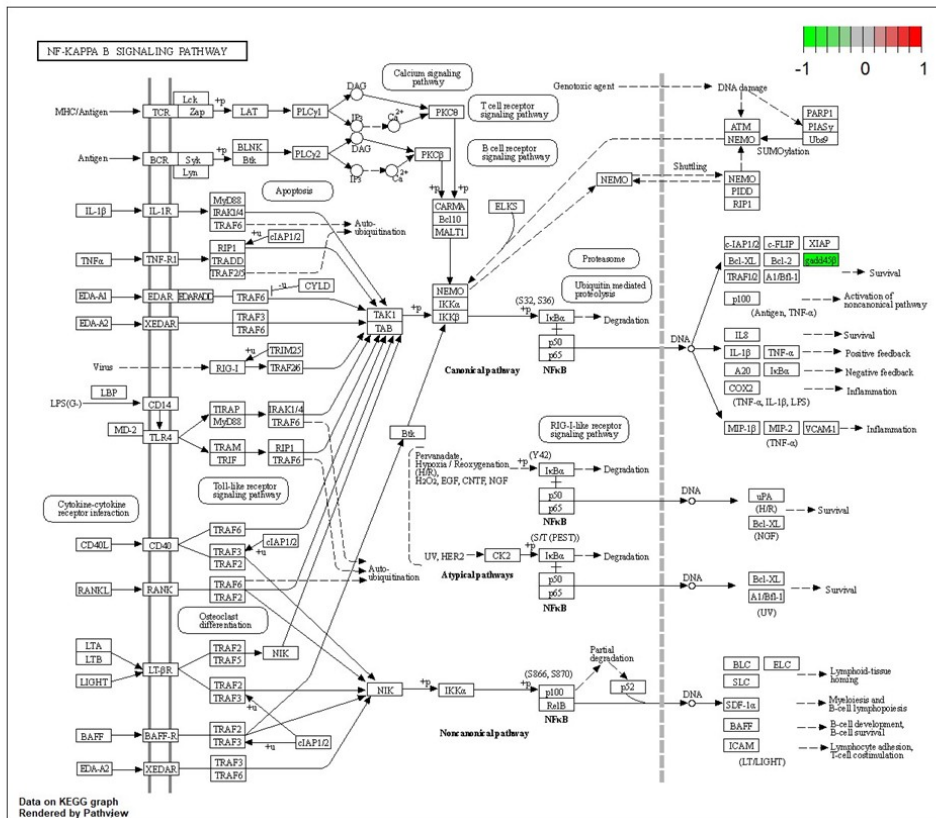 NF-KAPPA B SIGNALING PATHWAY
-1 0 1
MHC/Antigen
TCR
Lck
Zap
+p
LAT
PLCγ1
DAG
IP3
Ca2+
PKCθ
Calcium signaling
pathway
T cell receptor
signaling pathway
Antigen
BCR
Syk
Lyn
+p
BLNK
Btk
PLCγ2
DAG
IP3
Ca2+
PKCβ
B cell receptor
signaling pathway
+p +p
CARMA
Bcl10
MALT1
ELKS
Genotoxic agent
DNA damage
ATM
NEMO
PARP1
PIASy
Ubc9
SUMOylation
Shuttling
NEMO
NEMO
PIDD
RIP1
Apoptosis
IL-1β
IL-1R
MyD88
IRAK1/4
TRAF6
Auto-
ubiquitination
TNFα
TNF-R1
RIP1
TRADD
TRAF2/5
+u
cIAP1/2
EDA-A1
EDAR
EDARADD
TRAF6
-u
CYLD
EDA-A2
XEDAR
TRAF3
TRAF6
TAK1
TAB
+p
NEMO
IKKα
IKKβ
Proteasome
Ubiquitin mediated
proteolysis
(S32, S36)
+p
IκBα
Degradation
p50
p65
NFκB
Canonical pathway
DNA
c-IAP1/2
c-FLIP
XIAP
Bcl-XL
Bcl-2
gadd45β
TRAF1/2
A1/Bfl-1
Survival
p100
Activation of
noncanonical pathway
(Antigen, TNF-α)
IL8
Survival
IL-1β
TNF-α
Positive feedback
A20
IκBα
Negative feedback
COX2
Inflammation
(TNF-α, IL-1β, LPS)
MIP-1β
MIP-2
VCAM-1
Inflammation
(TNF-α)
Virus
RIG-I
+u
TRIM25
TRAF2/6
LPS(G-)
LBP
CD14
MD-2
TLR4
TIRAP
MyD88
IRAK1/4
TRAF6
TRAM
TRIF
RIP1
TRAF6
Toll-like receptor
signaling pathway
Btk
RIG-I-like receptor
signaling pathway
Pervanadate,
Hypoxia / Reoxygenation
(H/R),
H2O2, EGF, CNTF, NGF
+p
(Y42)
IκBα
Degradation
p50
p65
NFκB
DNA
uPA
(H/R)
Bcl-XL
(NGF)
Survival
Cytokine-cytokine
receptor interaction
CD40L
CD40
TRAF6
TRAF3
TRAF2
+u
cIAP1/2
Auto-
ubiquitination
RANKL
RANK
TRAF6
TRAF2
UV, HER2
CK2
+p
(S/T (PEST))
IκBα
Degradation
p50
p65
NFκB
Atypical pathways
DNA
Bcl-XL
A1/Bfl-1
(UV)
Survival
Osteoclast
differentiation
LTA
LTB
LIGHT
LT-βR
TRAF2
TRAF5
NIK
TRAF2
TRAF3
+u
NIK
+p
IKKα
+p
(S866, S870)
p100
RelB
NFκB
Partial
degradation
p52
Noncanonical pathway
DNA
BLC
ELC
SLC
Lymphoid-tissue
homing
SDF-1α
Myeloiesis and
B-cell lymphopoiesis
BAFF
B-cell development,
B-cell survival
ICAM
Lymphocyte adhesion,
T-cell costimulation
(LT/LIGHT)
BAFF
BAFF-R
TRAF2
TRAF3
+u
cIAP1/2
EDA-A2
XEDAR
TRAF3
TRAF6
Data on KEGG graph
Rendered by Pathview